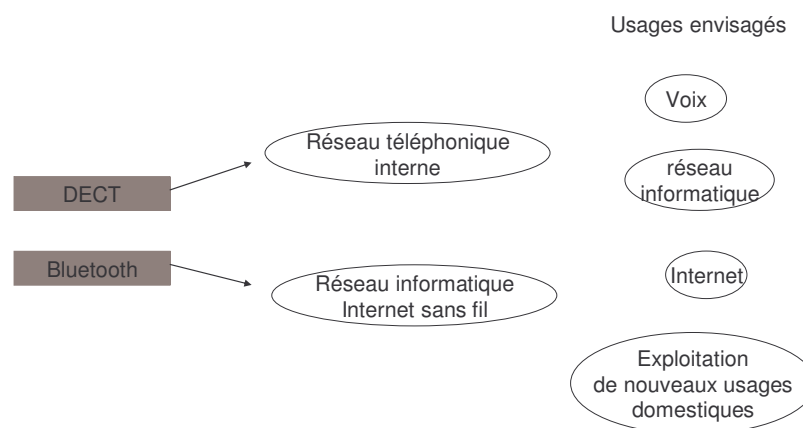 Usages envisagés
Voix
Réseau téléphonique
interne
réseau
informatique
DECT
Bluetooth
Réseau informatique
Internet sans fil
Internet
Exploitation
de nouveaux usages
domestiques